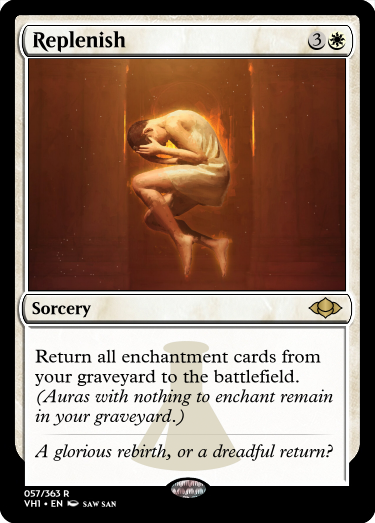 Replenish 3
Sorcery
Return all enchantment cards from
your graveyard to the battlefield.
(Auras with nothing to enchant remain
in your graveyard.)
A glorious rebirth, or a dreadful return?
057/363 R
VH1 • EN SAW SAN